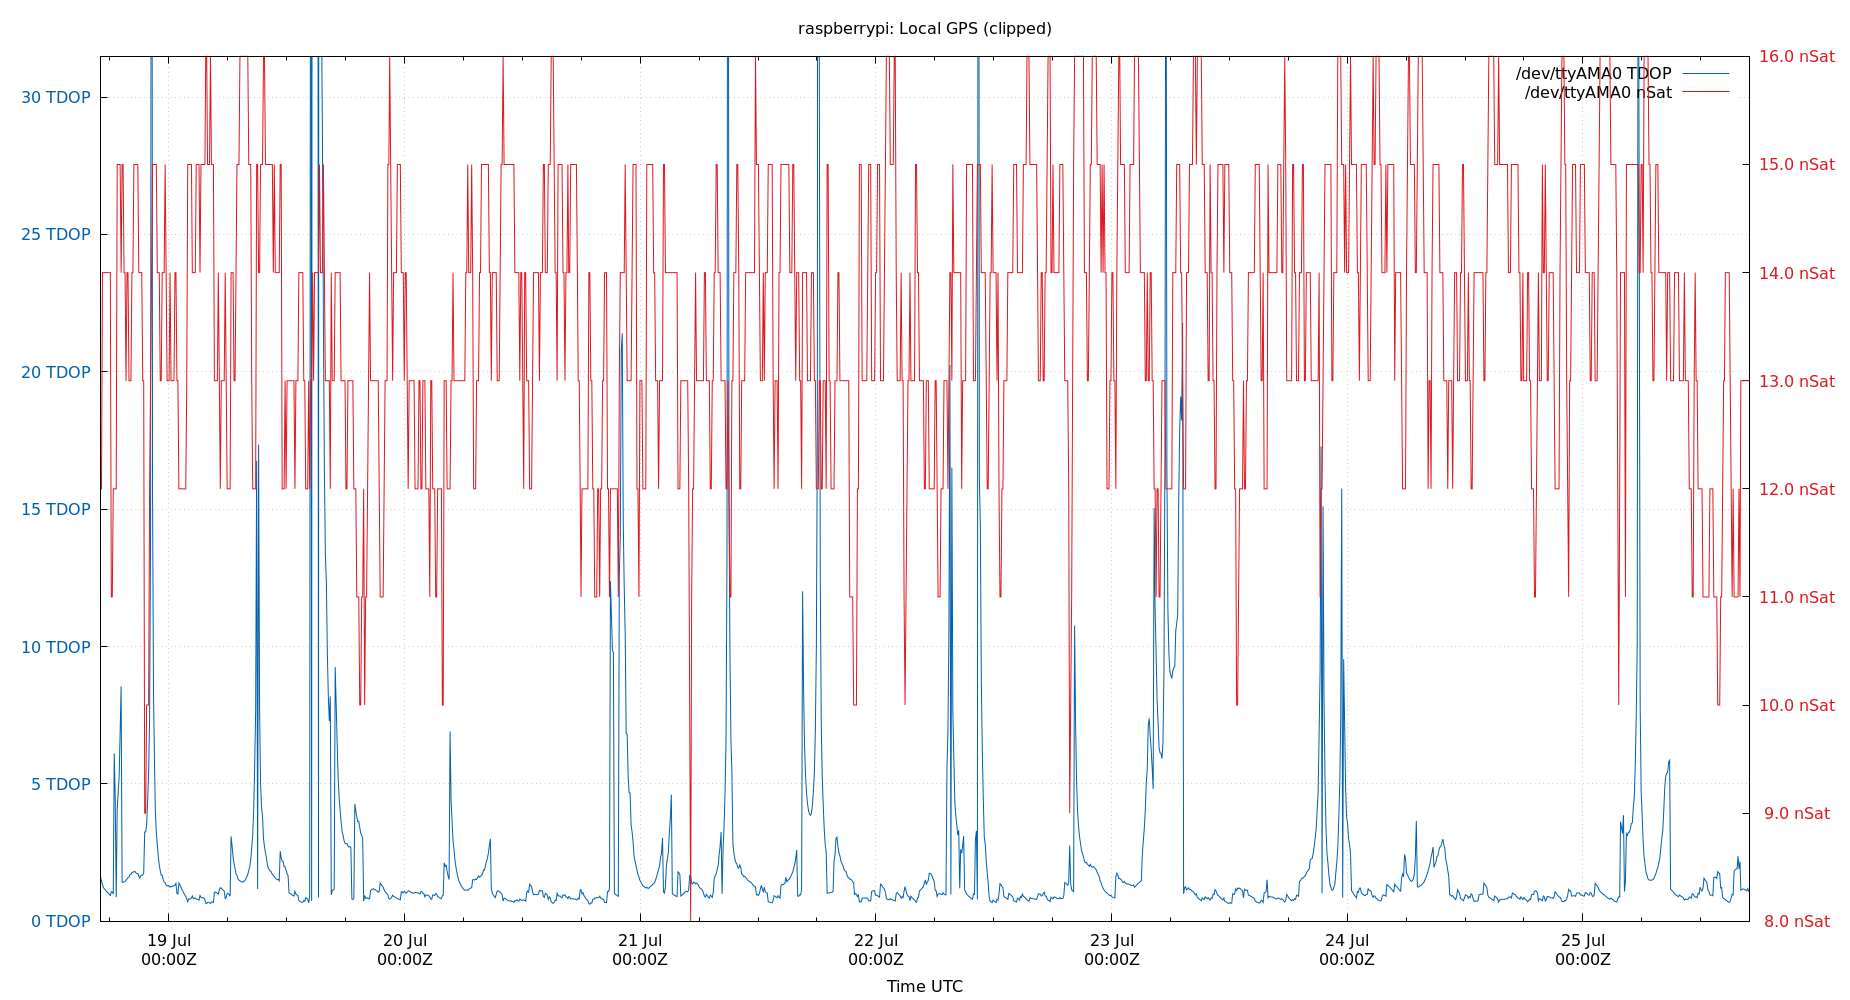 raspberrypi: Local GPS (clipped)
/dev/ttyAMA0 TDOP
/dev/ttyAMA0 nSat
30 TDOP
25 TDOP
20 TDOP
15 TDOP
10 TDOP
5 TDOP
0 TDOP
16.0 nSat
15.0 nSat
14.0 nSat
13.0 nSat
12.0 nSat
11.0 nSat
10.0 nSat
9.0 nSat
8.0 nSat
19 Jul
00:00Z
20 Jul
00:00Z
21 Jul
00:00Z
22 Jul
00:00Z
23 Jul
00:00Z
24 Jul
00:00Z
25 Jul
00:00Z
Time UTC